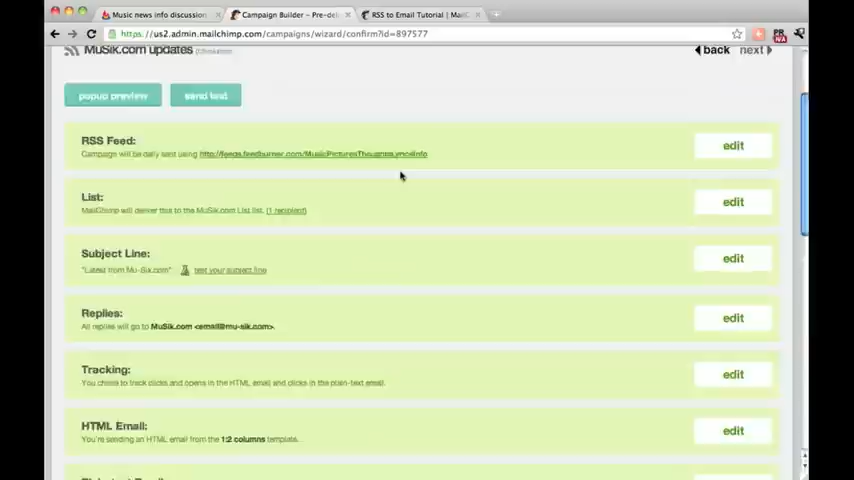 Music news info discussion
Campaign Builder - Pre-del
RSS to Email Tutorial | MailC
https://us2.admin.mailchimp.com/campaigns/wizard/confirm?id=897577
MuSik.com updates
back next
popup preview send test
RSS Feed:
Campaign will be daily sent using
edit
List:
MailChimp will deliver this to the MuSik.com List list. (1 recipient)
edit
Subject Line:
"Latest from Mu-Sik.com" test your subject line
edit
Replies:
All replies will go to MuSik.com <email@mu-sik.com>.
edit
Tracking:
You chose to track clicks and opens in the HTML email and clicks in the plain-text email.
edit
HTML Email:
You're sending an HTML email from the 1:2 columns template.
edit